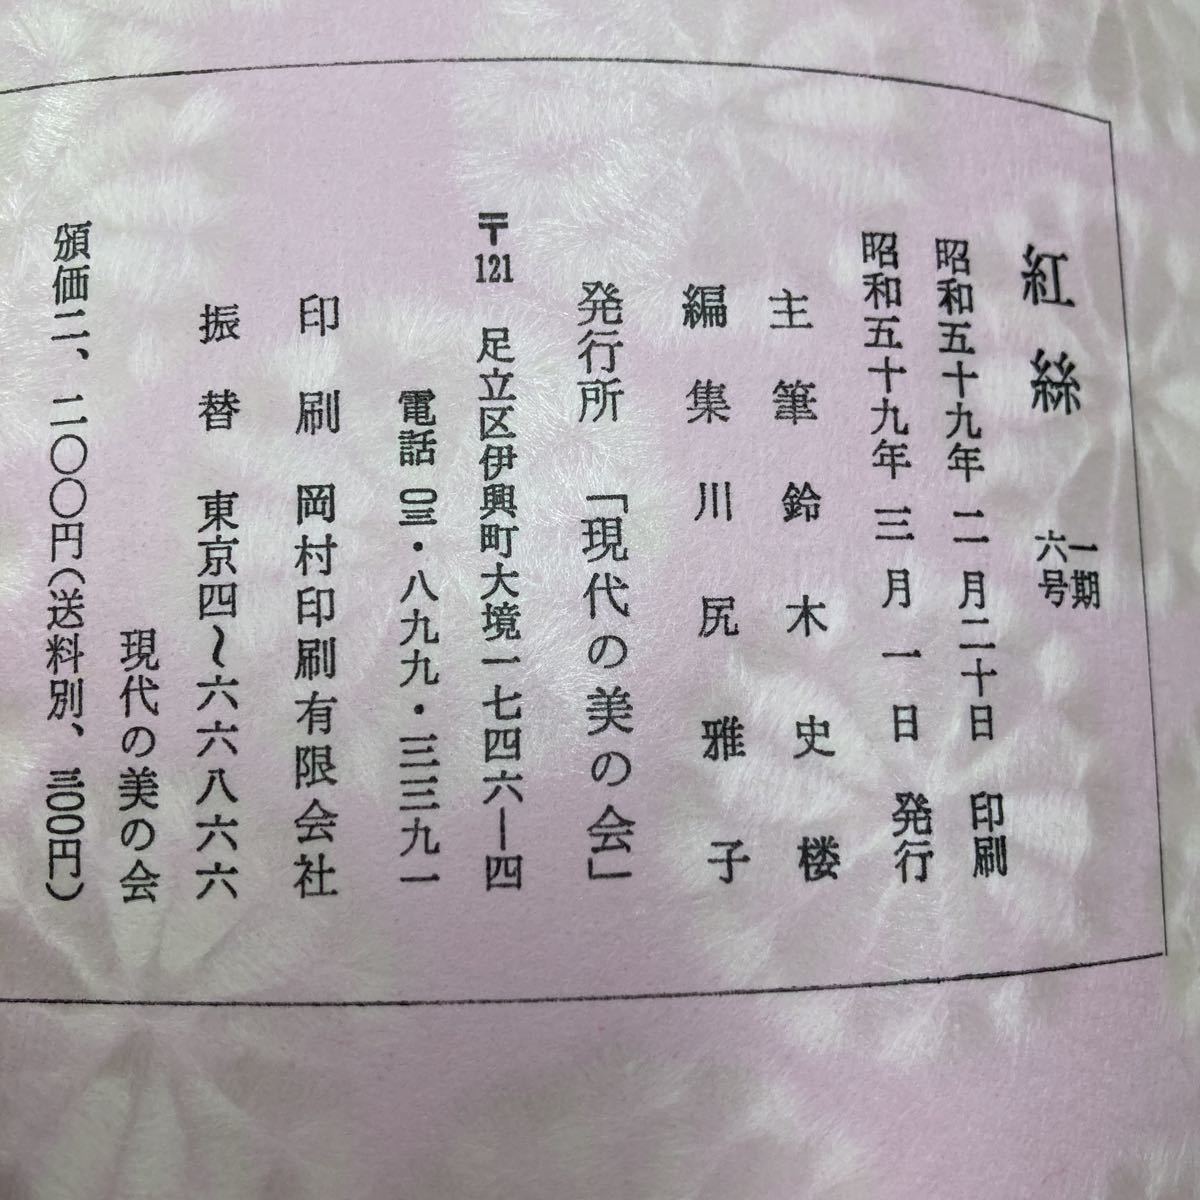 紅絲
一期
六号
昭和五十九年 二月二十日 印刷
昭和五十九年 三月一日 発行
主筆 鈴木史楼
編集 川尻雅子
発行所 「現代の美の会」
〒121 足立区伊興町大境一七四六ー四
電話 〇三・八九九・三三九一
印刷 岡村印刷有限会社
振替 東京四〜六六八六六
現代の美の会
頒価二、二〇〇円(送料別、三〇〇円)